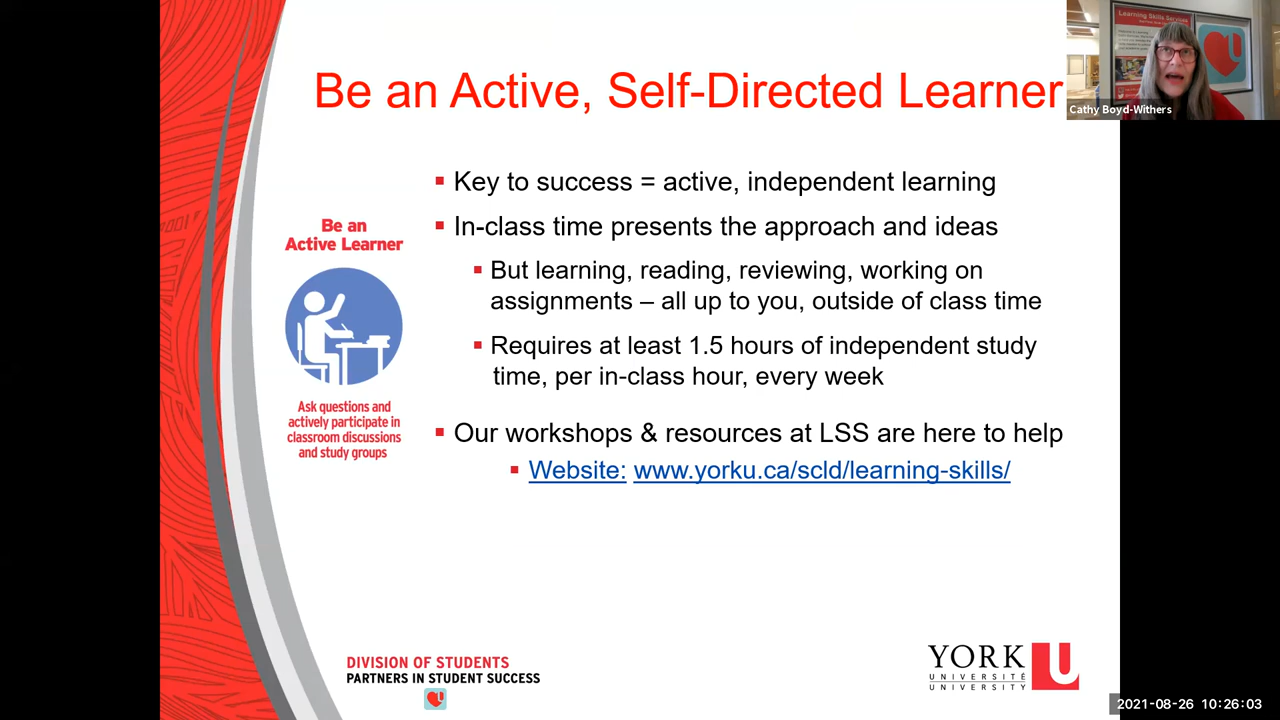 Be an Active, Self-Directed Learner
Learning Skills Services
Cathy Boyd-Withers
Key to success = active, independent learning
In-class time presents the approach and ideas
But learning, reading, reviewing, working on
assignments – all up to you, outside of class time
Requires at least 1.5 hours of independent study
time, per in-class hour, every week
Our workshops & resources at LSS are here to help
Website: www.yorku.ca/scld/learning-skills/
Be an
Active Learner
Ask questions and
actively participate in
classroom discussions
and study groups
DIVISION OF STUDENTS
PARTNERS IN STUDENT SUCCESS
YORK U
UNIVERSITÉ
UNIVERSITY
2021-08-26 10:26:03